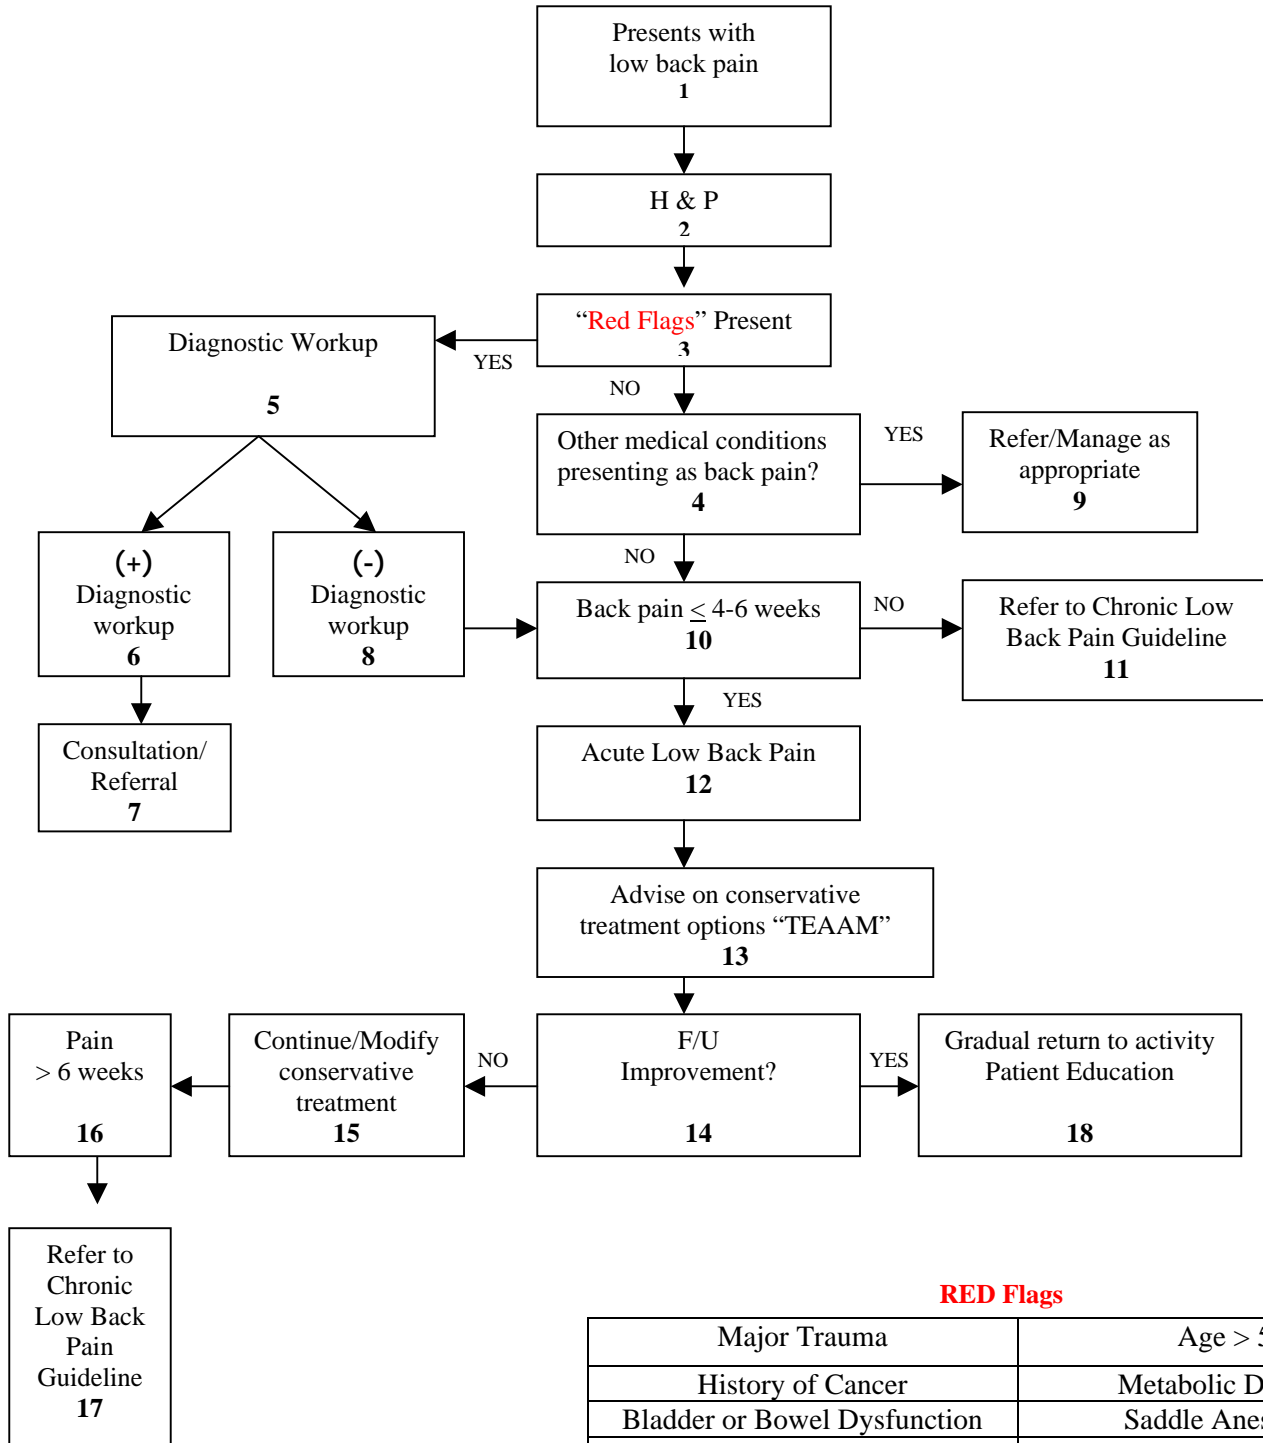 Presents with
low back pain
1
H & P
2
“Red Flags” Present
3
YES
NO
Diagnostic Workup
5
Other medical conditions
presenting as back pain?
4
YES
Refer/Manage as
appropriate
9
NO
(+)
Diagnostic
workup
6
(-)
Diagnostic
workup
8
Back pain ≤ 4-6 weeks
10
NO
Refer to Chronic Low
Back Pain Guideline
11
YES
Consultation/
Referral
7
Acute Low Back Pain
12
Advise on conservative
treatment options “TEAAM”
13
Pain
> 6 weeks
16
Continue/Modify
conservative
treatment
15
NO
F/U
Improvement?
14
YES
Gradual return to activity
Patient Education
18
Refer to
Chronic
Low Back
Pain
Guideline
17
RED Flags
Major Trauma
Age >
History of Cancer
Metabolic
Bladder or Bowel Dysfunction
Saddle